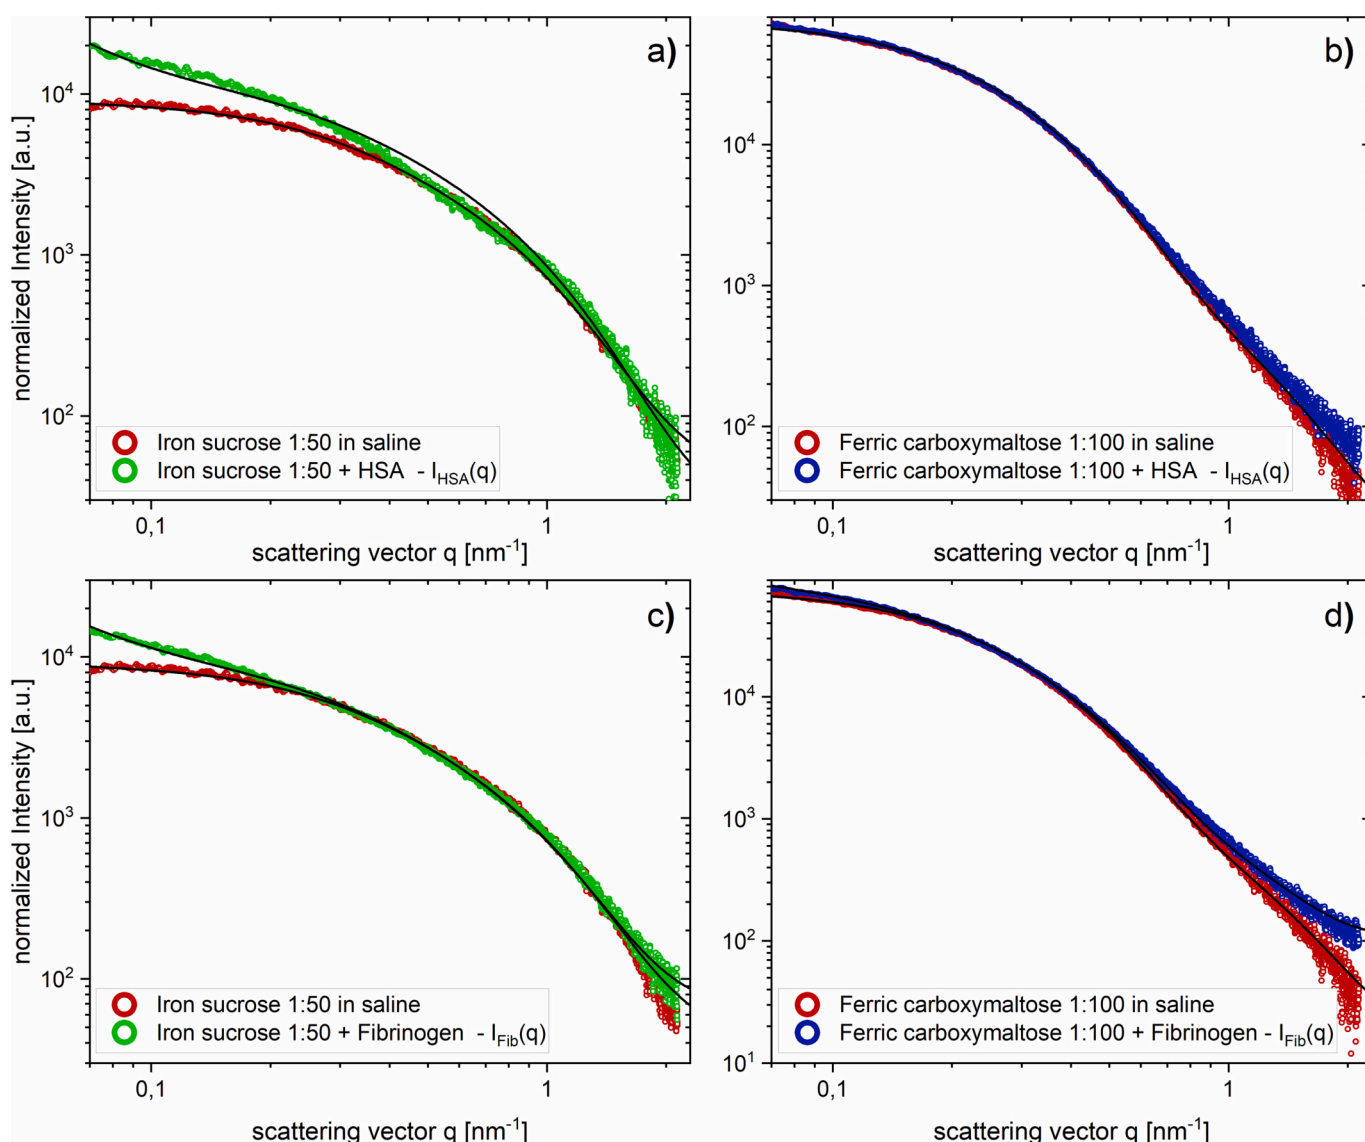 a)
normalized Intensity [a.u.]
10⁴
10³
10²
Iron sucrose 1:50 in saline
Iron sucrose 1:50 + HSA - I_HSA(q)
0,1
1
scattering vector q [nm⁻¹]
b)
10⁴
10³
10²
Ferric carboxymaltose 1:100 in saline
Ferric carboxymaltose 1:100 + HSA - I_HSA(q)
0,1
1
scattering vector q [nm⁻¹]
c)
normalized Intensity [a.u.]
10⁴
10³
10²
Iron sucrose 1:50 in saline
Iron sucrose 1:50 + Fibrinogen - I_Fib(q)
0,1
1
scattering vector q [nm⁻¹]
d)
10⁴
10³
10²
10¹
Ferric carboxymaltose 1:100 in saline
Ferric carboxymaltose 1:100 + Fibrinogen - I_Fib(q)
0,1
1
scattering vector q [nm⁻¹]